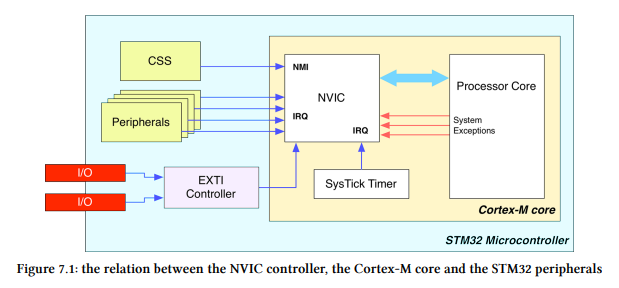 CSS
NMI
NVIC
Processor Core
Peripherals
IRQ
System
Exceptions
IRQ
I/O
I/O
EXTI
Controller
SysTick Timer
Cortex-M core
STM32 Microcontroller
Figure 7.1: the relation between the NVIC controller, the Cortex-M core and the STM32 peripherals